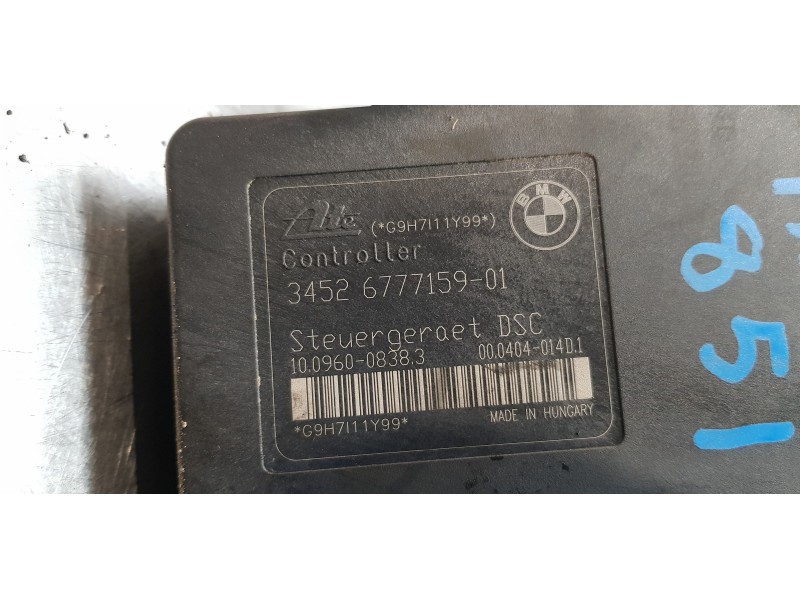 Ate (*G9H7I11Y99*)
BMW
Controller
3452 6777159-01
Steuergeraet DSC
10.0960-0838.3 00.0404-014D.1
*G9H7I11Y99* MADE IN HUNGARY
851